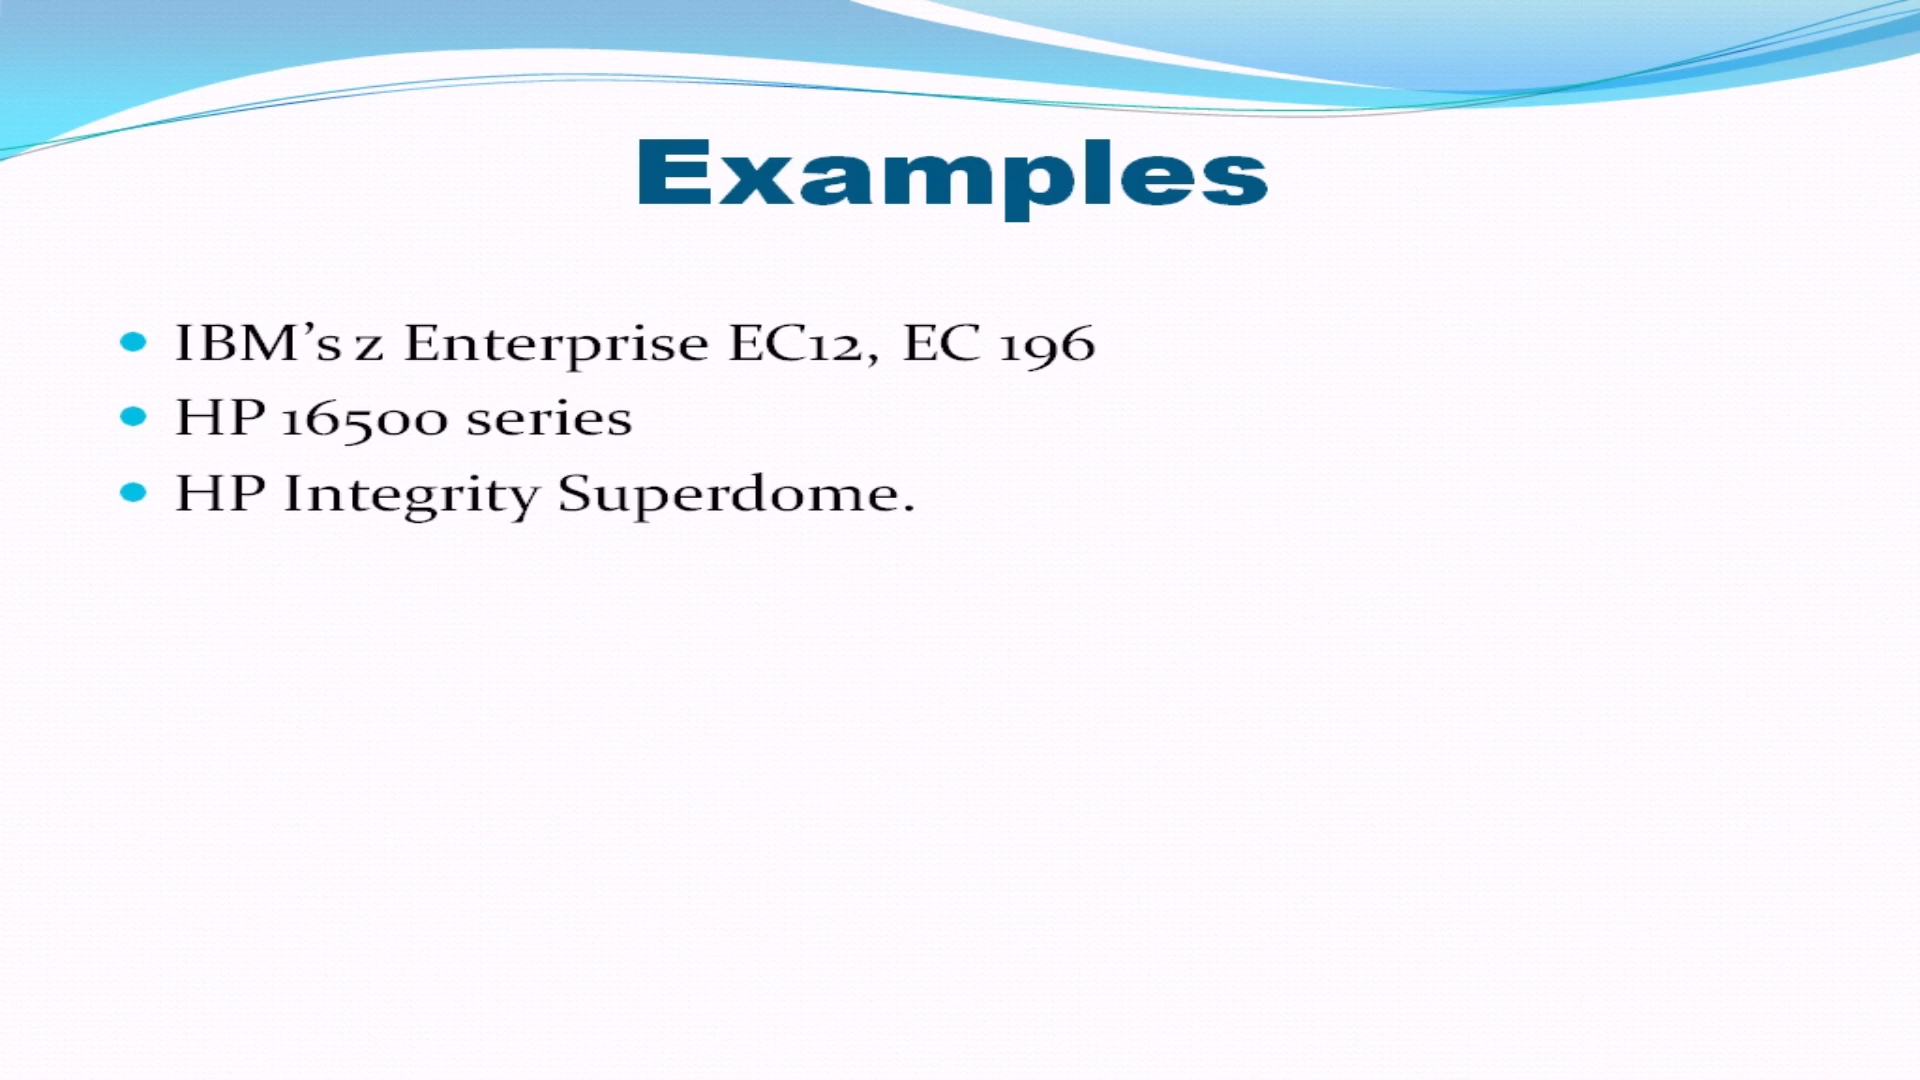 Examples
• IBM’s z Enterprise EC12, EC 196
• HP 16500 series
• HP Integrity Superdome.